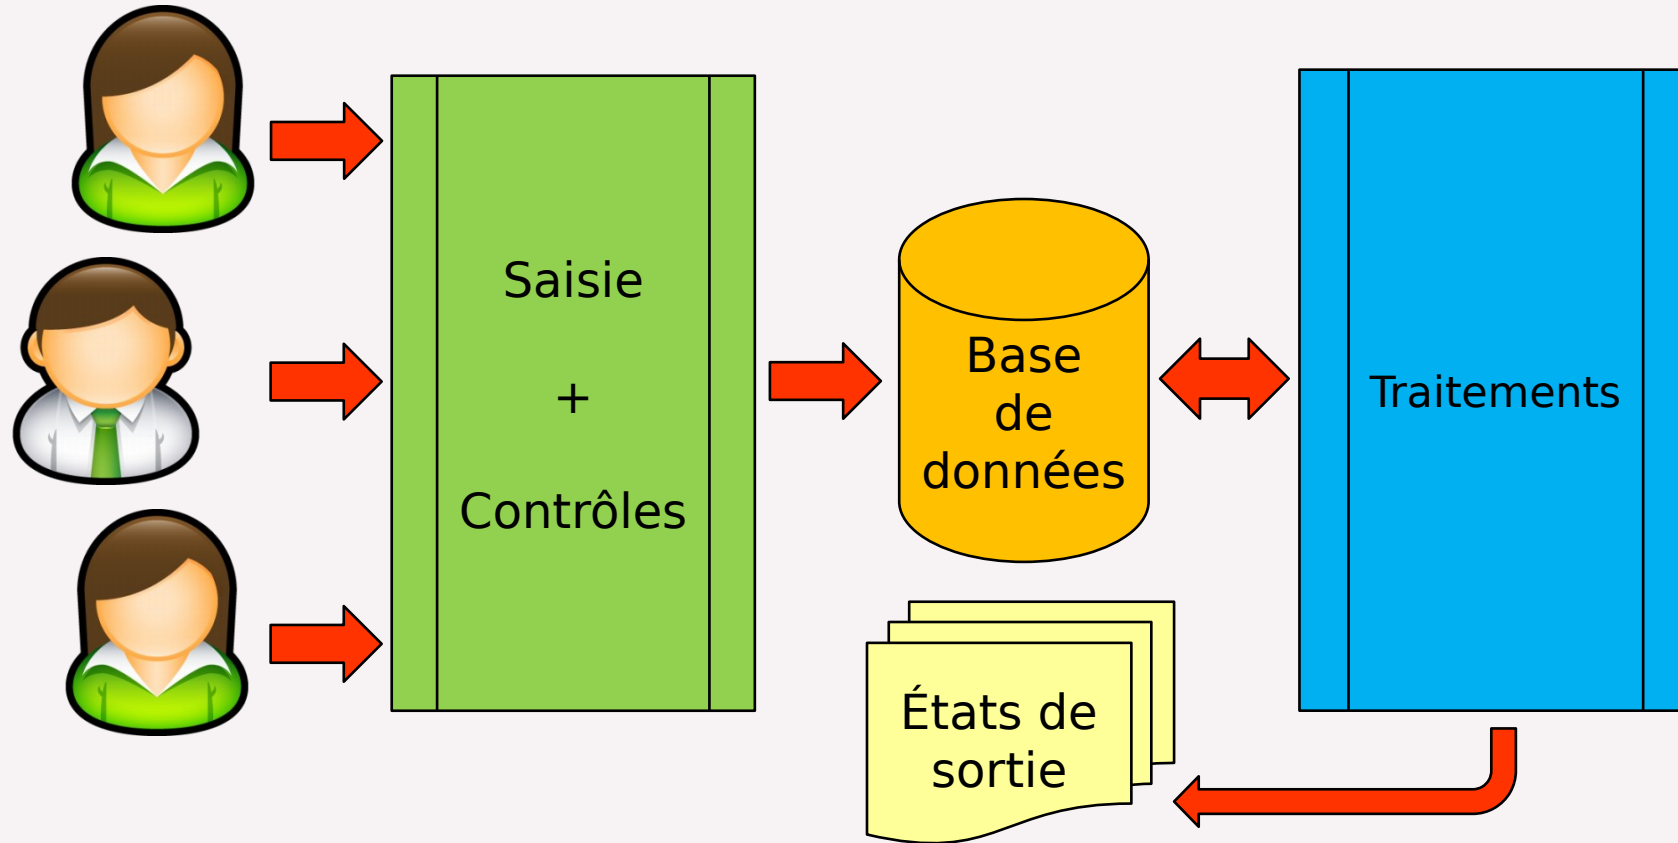 Saisie
+
Contrôles
Base
de
données
Traitements
États de
sortie